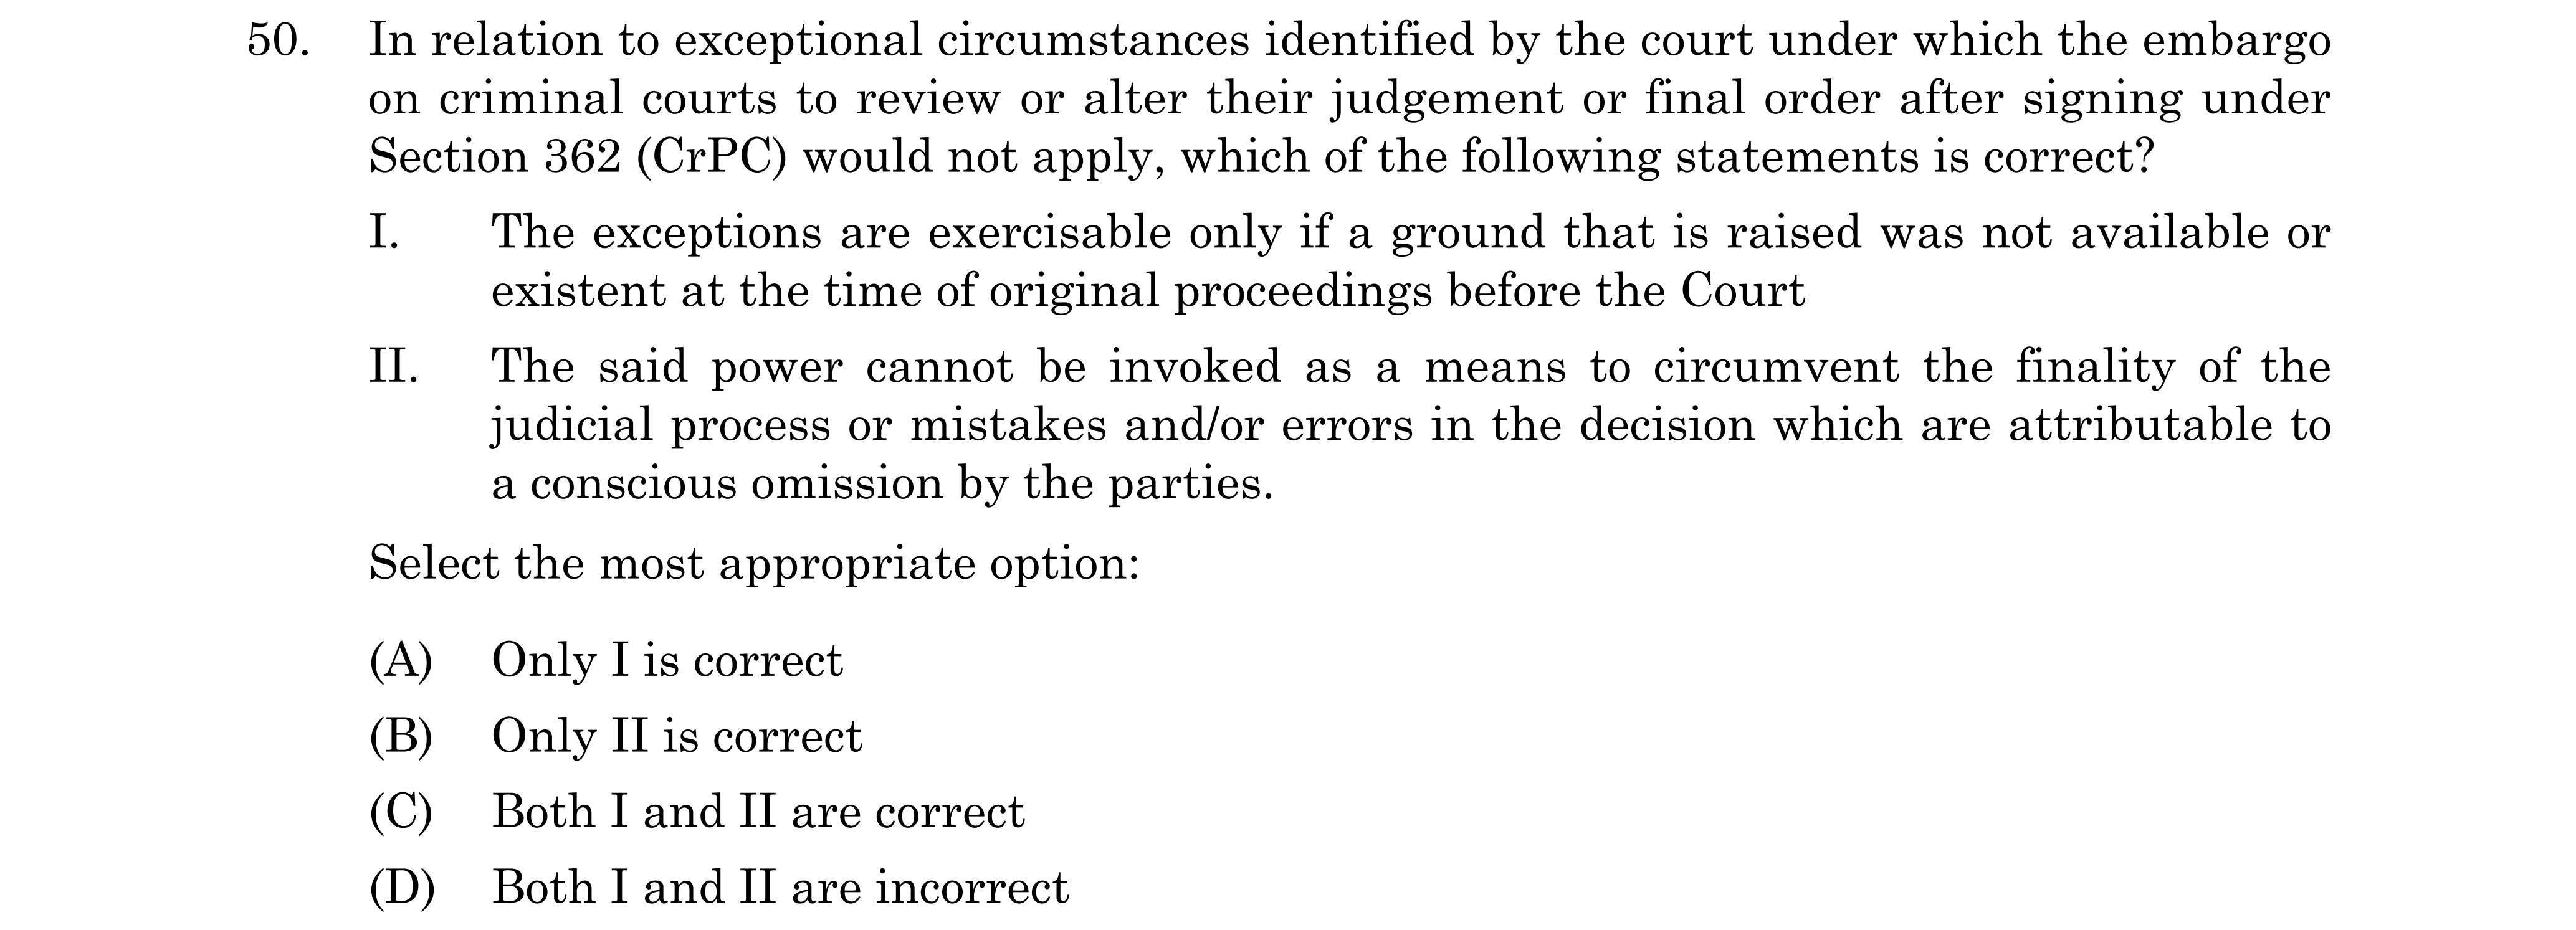 50. In relation to exceptional circumstances identified by the court under which the embargo
on criminal courts to review or alter their judgement or final order after signing under
Section 362 (CrPC) would not apply, which of the following statements is correct?
I. The exceptions are exercisable only if a ground that is raised was not available or
existent at the time of original proceedings before the Court
II. The said power cannot be invoked as a means to circumvent the finality of the
judicial process or mistakes and/or errors in the decision which are attributable to
a conscious omission by the parties.
Select the most appropriate option:
(A) Only I is correct
(B) Only II is correct
(C) Both I and II are correct
(D) Both I and II are incorrect